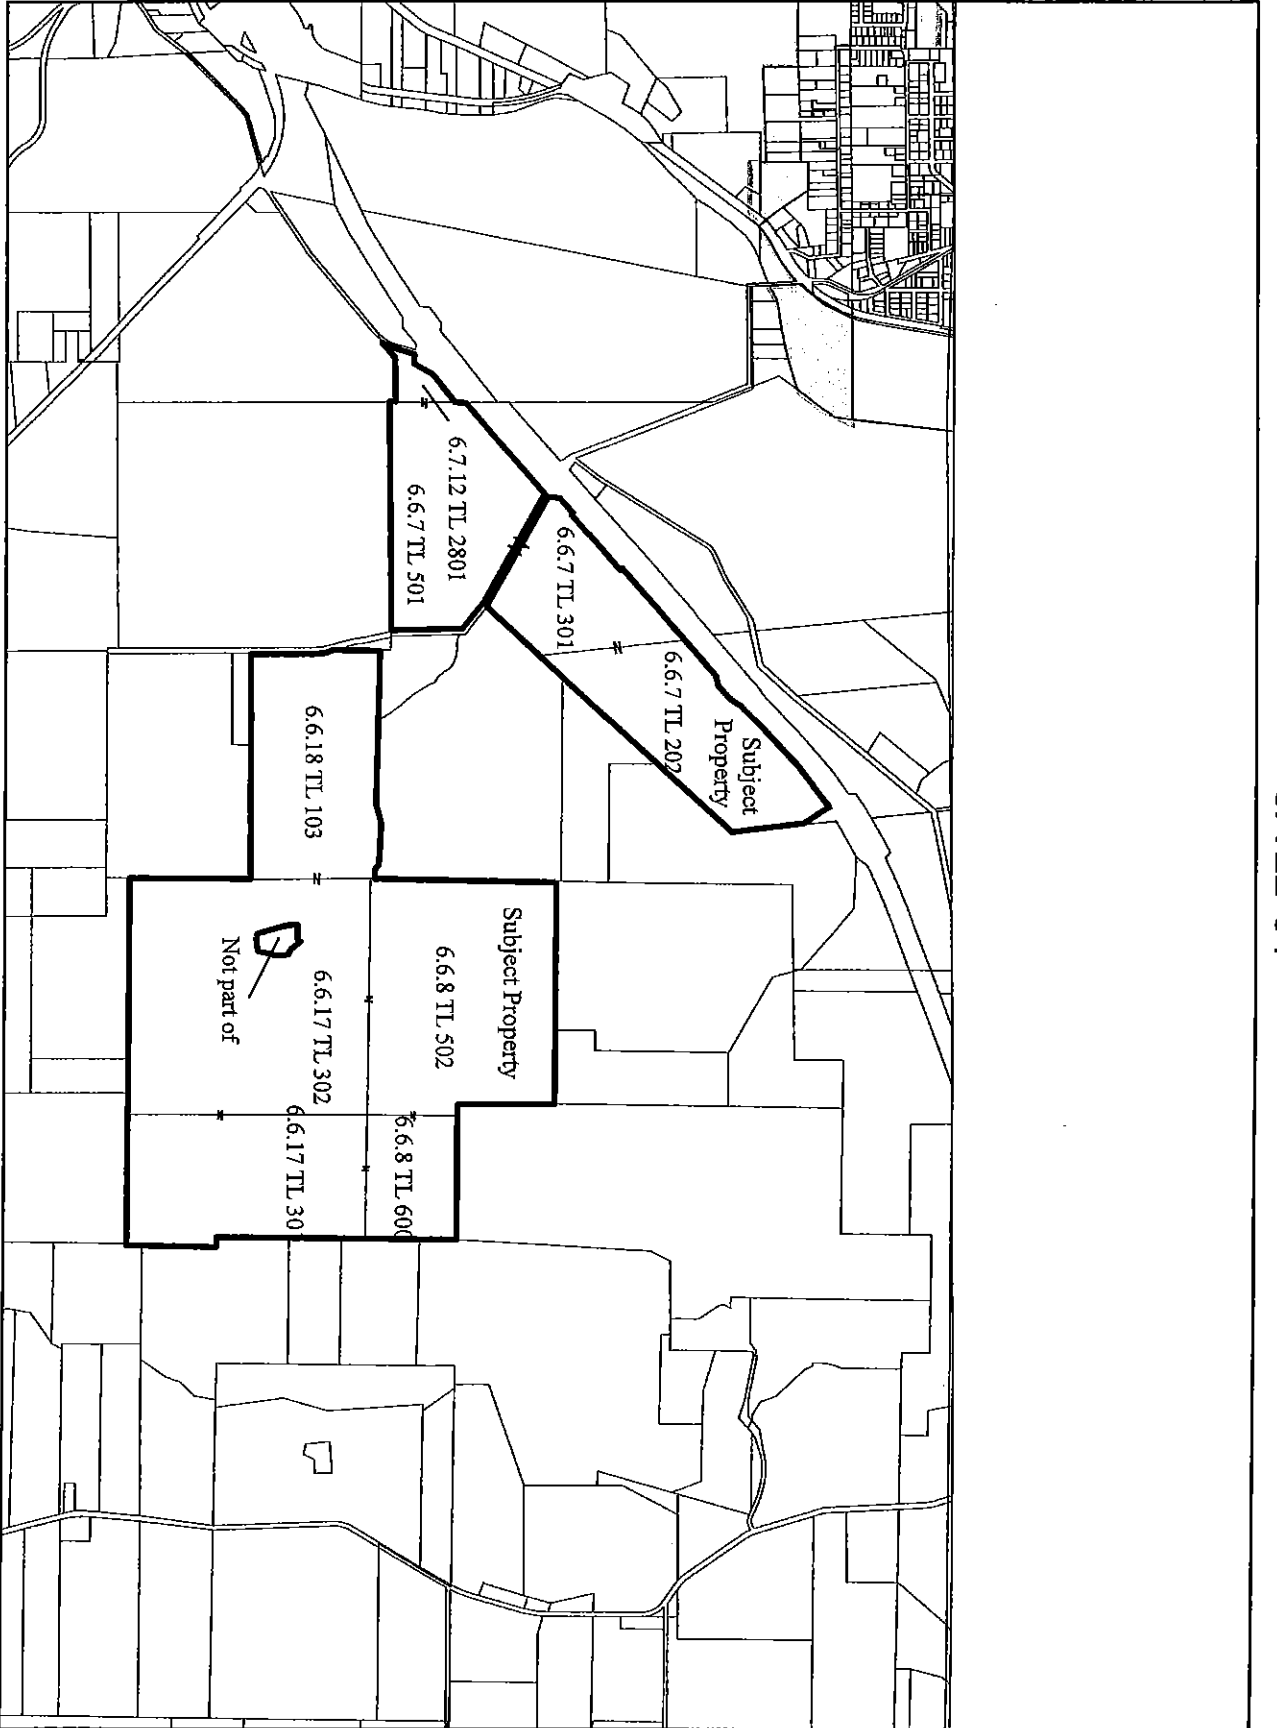 6.7.12 TL 2801
6.6.7 TL 501
6.6.7 TL 301
6.6.7 TL 202
Subject
Property
6.6.18 TL 103
Subject Property
6.6.8 TL 502
6.6.17 TL 302
Not part of
6.6.8 TL 600
6.6.17 TL 30